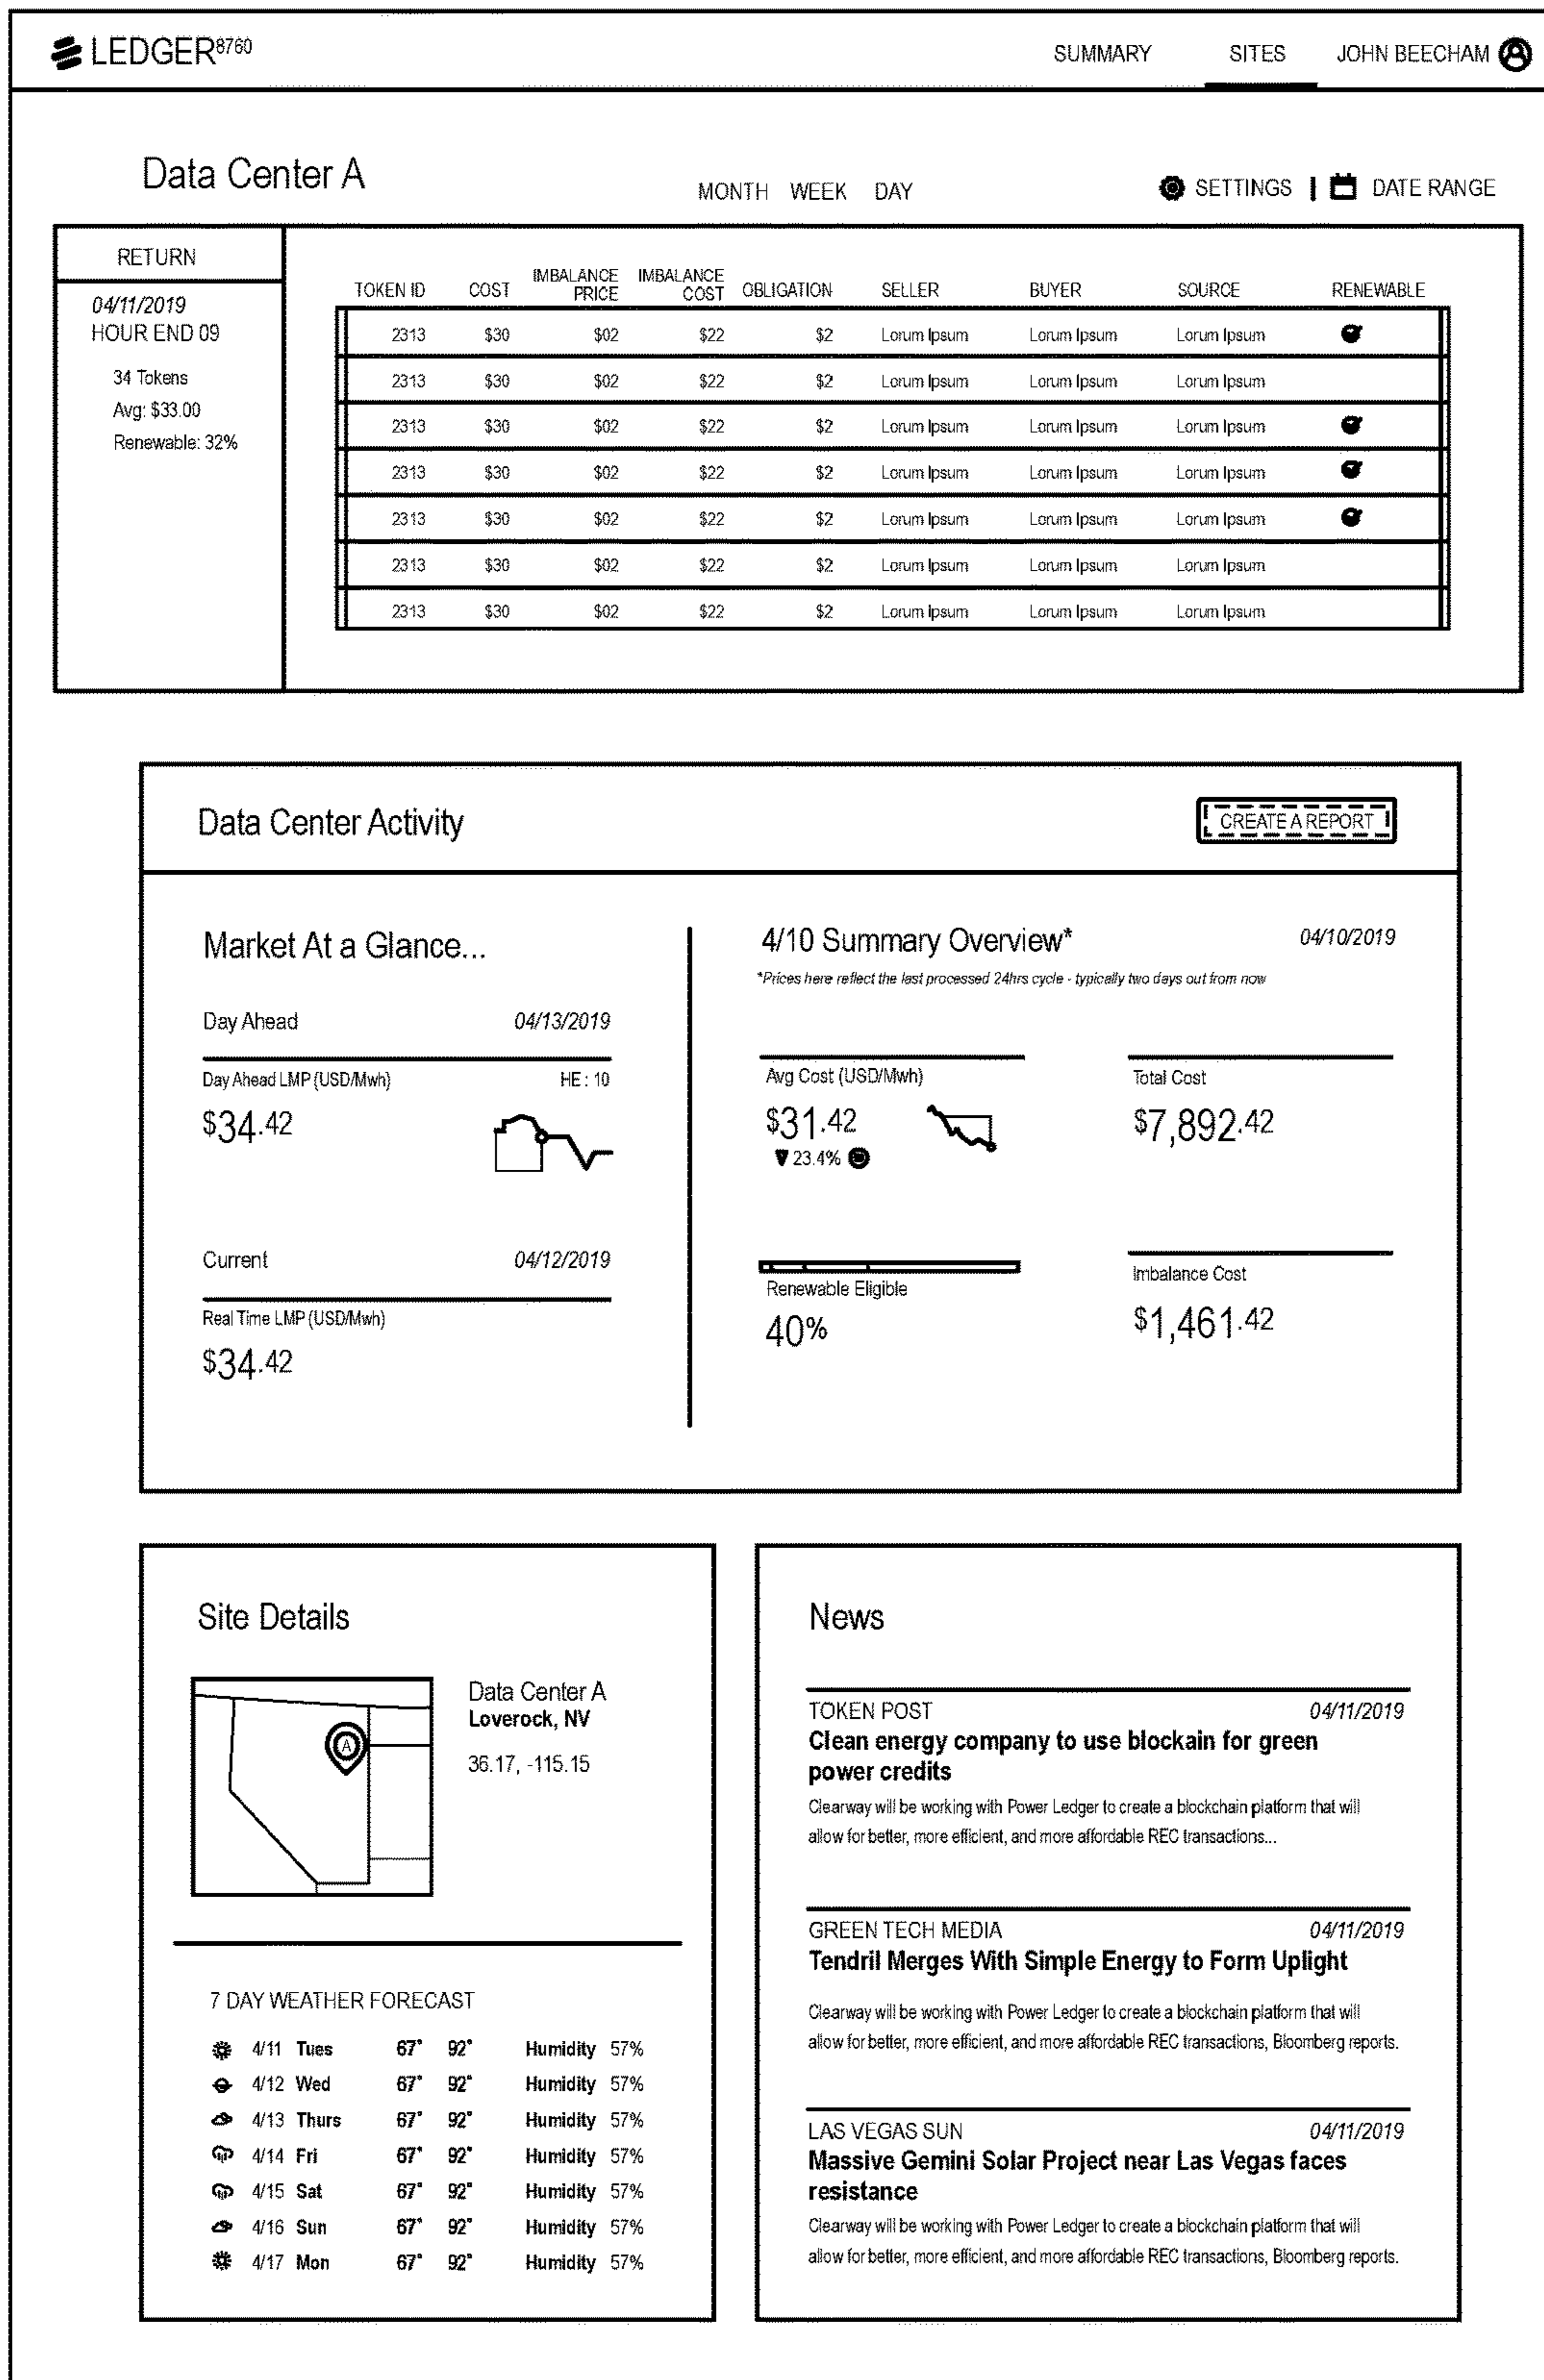 LEDGER8760
SUMMARY SITES JOHN BEECHAM
Data Center A
MONTH WEEK DAY
SETTINGS | DATE RANGE
RETURN
04/11/2019
HOUR END 09
34 Tokens
Avg: $33.00
Renewable: 32%
TOKEN ID COST IMBALANCE PRICE IMBALANCE COST OBLIGATION SELLER BUYER SOURCE RENEWABLE
2313 $30 $02 $22 $2 Lorum Ipsum Lorum Ipsum Lorum Ipsum
2313 $30 $02 $22 $2 Lorum Ipsum Lorum Ipsum Lorum Ipsum
2313 $30 $02 $22 $2 Lorum Ipsum Lorum Ipsum Lorum Ipsum
2313 $30 $02 $22 $2 Lorum Ipsum Lorum Ipsum Lorum Ipsum
2313 $30 $02 $22 $2 Lorum Ipsum Lorum Ipsum Lorum Ipsum
2313 $30 $02 $22 $2 Lorum Ipsum Lorum Ipsum Lorum Ipsum
2313 $30 $02 $22 $2 Lorum Ipsum Lorum Ipsum Lorum Ipsum
Data Center Activity
CREATE A REPORT
Market At a Glance...
Day Ahead 04/13/2019
Day Ahead LMP (USD/Mwh) HE : 10
$34.42
Current 04/12/2019
Real Time LMP (USD/Mwh)
$34.42
4/10 Summary Overview* 04/10/2019
*Prices here reflect the last processed 24hrs cycle - typically two days out from now
Avg Cost (USD/Mwh)
$31.42
23.4%
Total Cost
$7,892.42
Renewable Eligible
40%
Imbalance Cost
$1,461.42
Site Details
A
Data Center A
Loverock, NV
36.17, -115.15
7 DAY WEATHER FORECAST
4/11 Tues 67° 92° Humidity 57%
4/12 Wed 67° 92° Humidity 57%
4/13 Thurs 67° 92° Humidity 57%
4/14 Fri 67° 92° Humidity 57%
4/15 Sat 67° 92° Humidity 57%
4/16 Sun 67° 92° Humidity 57%
4/17 Mon 67° 92° Humidity 57%
News
TOKEN POST 04/11/2019
Clean energy company to use blockain for green
power credits
Clearway will be working with Power Ledger to create a blockchain platform that will
allow for better, more efficient, and more affordable REC transactions...
GREEN TECH MEDIA 04/11/2019
Tendril Merges With Simple Energy to Form Uplight
Clearway will be working with Power Ledger to create a blockchain platform that will
allow for better, more efficient, and more affordable REC transactions, Bloomberg reports.
LAS VEGAS SUN 04/11/2019
Massive Gemini Solar Project near Las Vegas faces
resistance
Clearway will be working with Power Ledger to create a blockchain platform that will
allow for better, more efficient, and more affordable REC transactions, Bloomberg reports.